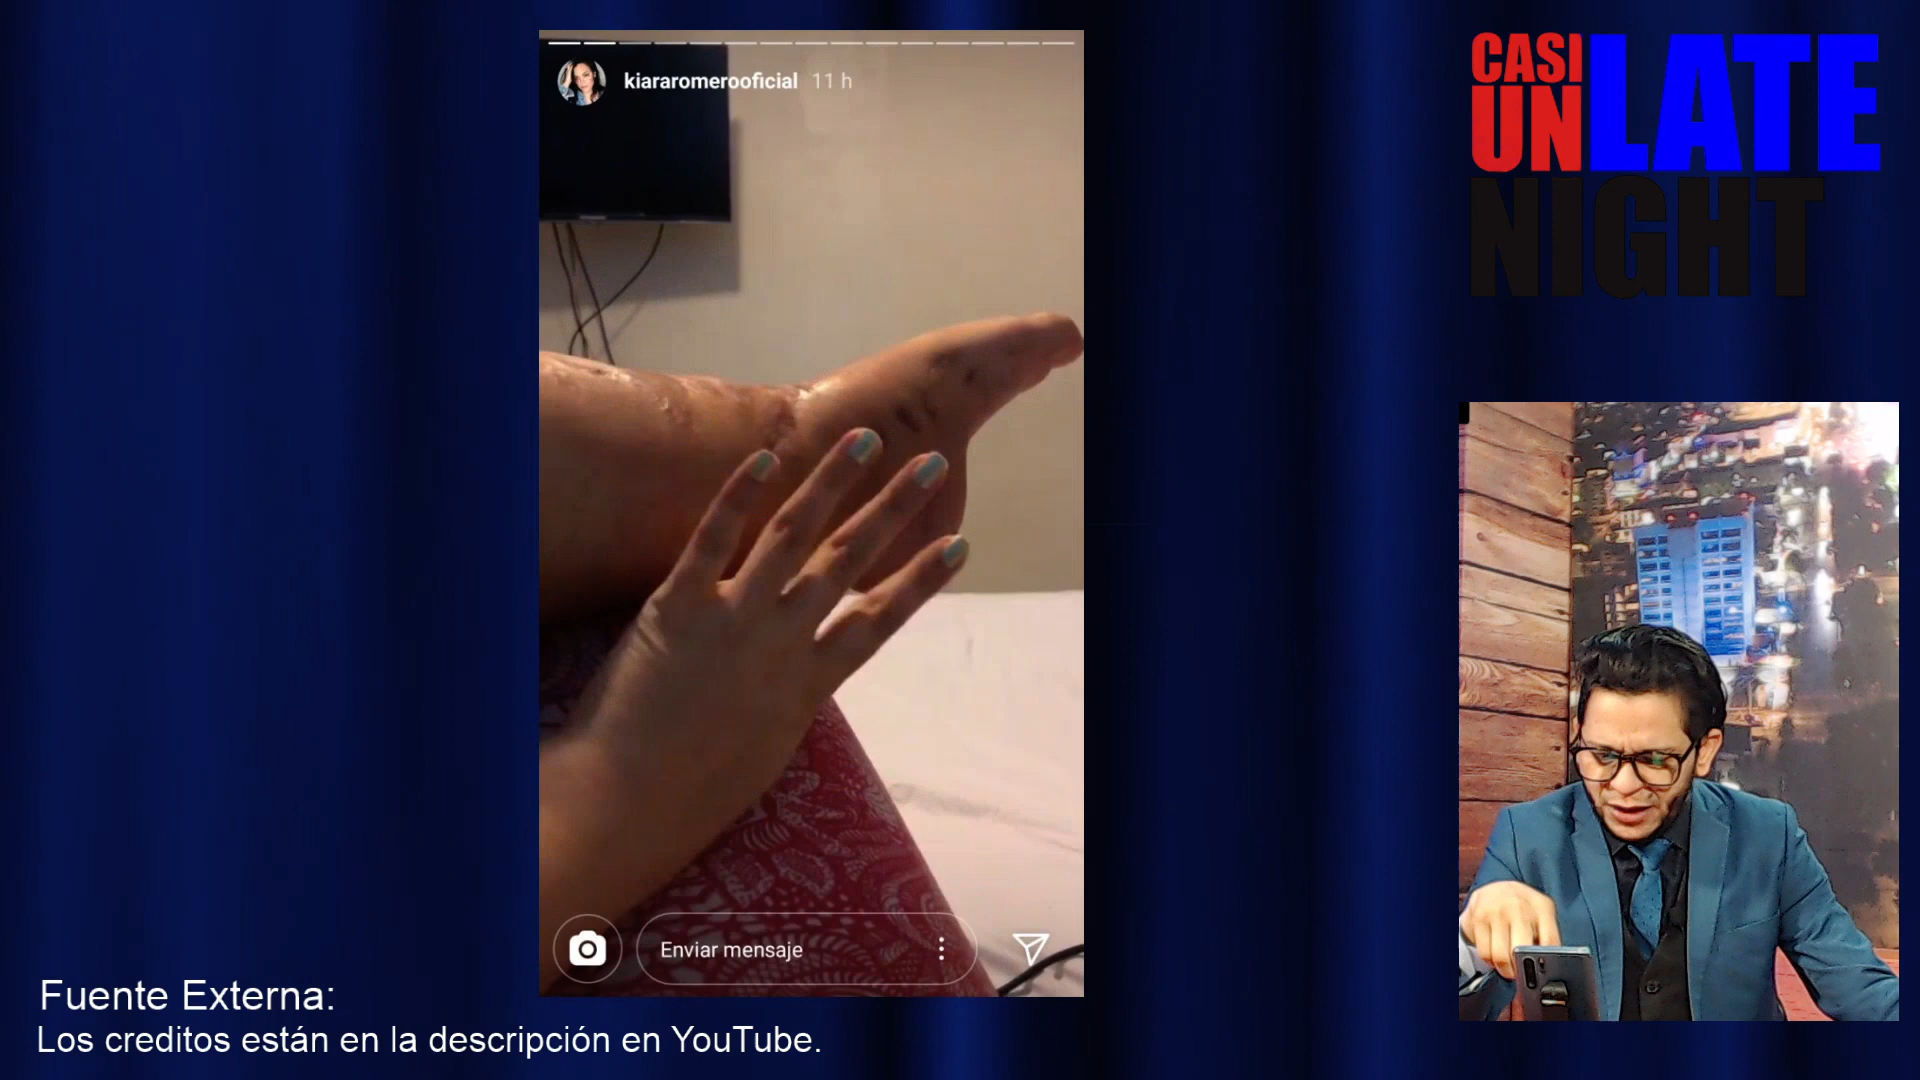 kiararomerooficial 11 h
CASI
UN LATE
NIGHT
Enviar mensaje
Fuente Externa:
Los creditos están en la descripción en YouTube.